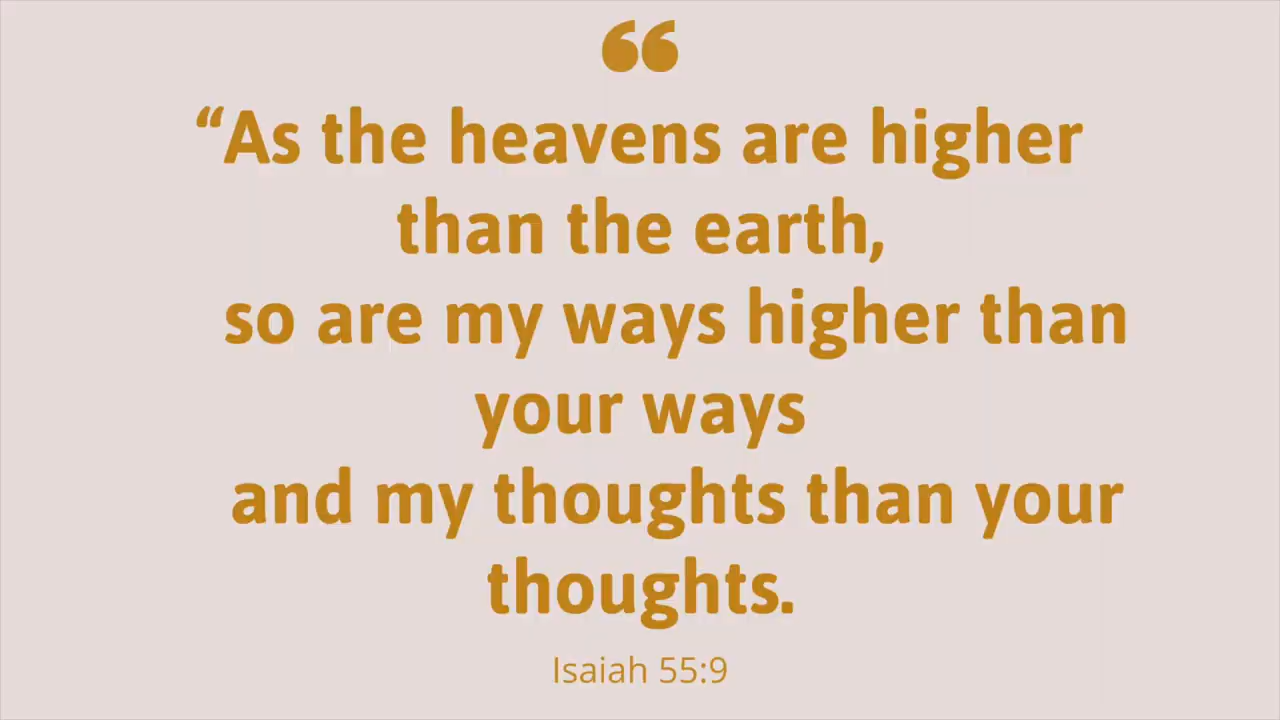 ❝
“As the heavens are higher
than the earth,
so are my ways higher than
your ways
and my thoughts than your
thoughts.
Isaiah 55:9